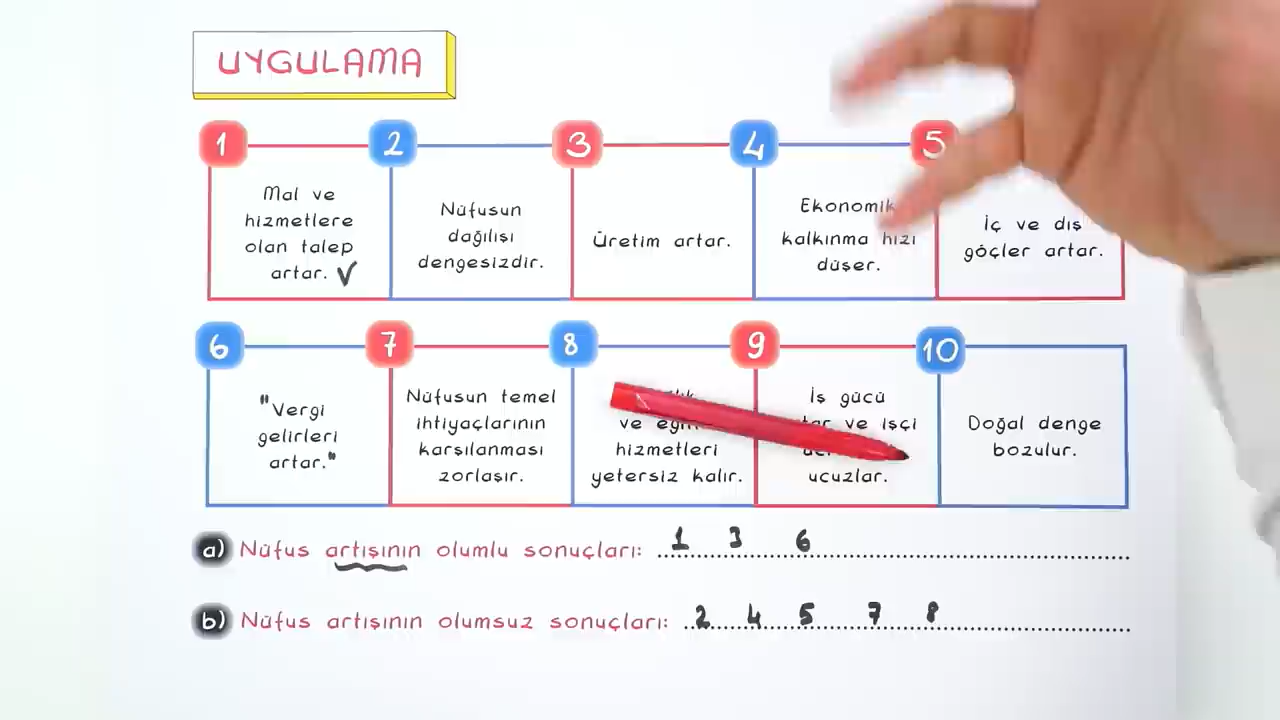 UYGULAMA
1
2
3
4
5
Mal ve
hizmetlere
olan talep
artar. ✓
Nüfusun
dağılışı
dengesizdir.
Üretim artar.
Ekonomik
kalkınma hızı
düşer.
İç ve dış
göçler artar.
6
7
8
9
10
"Vergi
gelirleri
artar."
Nüfusun temel
ihtiyaçlarının
karşılanması
zorlaşır.
ve
hizmetleri
yetersiz kalır.
İş gücü
ve işçi
ucuzlar.
Doğal denge
bozulur.
a) Nüfus artışının olumlu sonuçları: 1 3 6
b) Nüfus artışının olumsuz sonuçları: 2 4 5 7 8